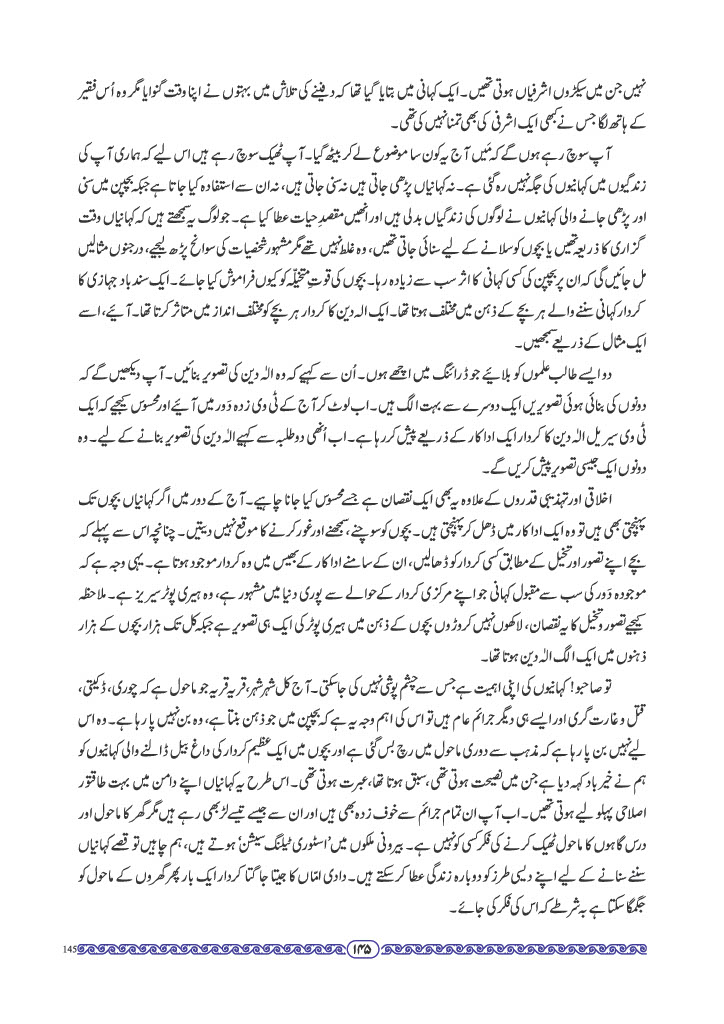 نہیں جن میں سیکڑوں اشرفیاں ہوتی تھیں۔ ایک کہانی میں بتایا گیا تھا کہ دفینے کی تلاش میں بہتوں نے اپنا وقت گنوایا مگر وہ اُس فقیر
کے ہاتھ لگا جس نے کبھی ایک اشرفی کی بھی تمنا نہیں کی تھی۔
آپ سوچ رہے ہوں گے کہ مَیں آج یہ کون سا موضوع لے کر بیٹھ گیا۔ آپ ٹھیک سوچ رہے ہیں اس لیے کہ ہماری آپ کی
زندگیوں میں کہانیوں کی جگہ نہیں رہ گئی ہے۔ نہ کہانیاں پڑھی جاتی ہیں نہ سنی جاتی ہیں، نہ ان سے استفادہ کیا جاتا ہے جبکہ بچپن میں سنی
اور پڑھی جانے والی کہانیوں نے لوگوں کی زندگیاں بدلی ہیں اور انھیں مقصدِ حیات عطا کیا ہے۔ جو لوگ یہ سمجھتے ہیں کہ کہانیاں وقت
گزاری کا ذریعہ تھیں یا بچوں کو سلانے کے لیے سنائی جاتی تھیں، وہ غلط نہیں تھے مگر مشہور شخصیات کی سوانح پڑھ لیجیے، درجنوں مثالیں
مل جائیں گی کہ ان پر بچپن کی کسی کہانی کا اثر سب سے زیادہ رہا۔ بچوں کی قوتِ متخیّلہ کو کیوں فراموش کیا جائے۔ ایک سندباد جہازی کا
کردار کہانی سننے والے ہر بچے کے ذہن میں مختلف ہوتا تھا۔ ایک الہ دین کا کردار ہر بچے کو مختلف انداز میں متاثر کرتا تھا۔ آیئے، اسے
ایک مثال کے ذریعے سمجھیں۔
دو ایسے طالب علموں کو بلائیے جو ڈرائنگ میں اچھے ہوں۔ اُن سے کہیے کہ وہ الٰہ دین کی تصویر بنائیں۔ آپ دیکھیں گے کہ
دونوں کی بنائی ہوئی تصویریں ایک دوسرے سے بہت الگ ہیں۔ اب لوٹ کر آج کے ٹی وی زدہ دَور میں آئیے اور محسوس کیجیے کہ ایک
ٹی وی سیریل الٰہ دین کا کردار ایک اداکار کے ذریعے پیش کر رہا ہے۔ اب اُنھی دو طلبہ سے کہیے الٰہ دین کی تصویر بنانے کے لیے۔ وہ
دونوں ایک جیسی تصویر پیش کریں گے۔
اخلاقی اور تہذیبی قدروں کے علاوہ یہ بھی ایک نقصان ہے جسے محسوس کیا جانا چاہیے۔ آج کے دور میں اگر کہانیاں بچوں تک
پہنچتی بھی ہیں تو وہ ایک اداکار میں ڈھل کر پہنچتی ہیں۔ بچوں کو سوچنے، سمجھنے اور غور کرنے کا موقع نہیں دیتیں۔ چنانچہ اس سے پہلے کہ
بچے اپنے تصور اور تخیل کے مطابق کسی کردار کو ڈھالیں، ان کے سامنے اداکار کے بھیس میں وہ کردار موجود ہوتا ہے۔ یہی وجہ ہے کہ
موجودہ دَور کی سب سے مقبول کہانی جو اپنے مرکزی کردار کے حوالے سے پوری دنیا میں مشہور ہے، وہ ہیری پوٹر سیریز ہے۔ ملاحظہ
کیجیے تصور و تخیل کا یہ نقصان، لاکھوں نہیں کروڑوں بچوں کے ذہن میں ہیری پوٹر کی ایک ہی تصویر ہے جبکہ کل تک ہزار بچوں کے ہزار
ذہنوں میں ایک الگ الٰہ دین ہوتا تھا۔
تو صاحبو! کہانیوں کی اپنی اہمیت ہے جس سے چشم پوشی نہیں کی جاسکتی۔ آج کل شہر شہر، قریہ قریہ جو ماحول ہے کہ چوری، ڈکیتی،
قتل و غارت گری اور ایسے ہی دیگر جرائم عام ہیں تو اس کی اہم وجہ یہ ہے کہ بچپن میں جو ذہن بنتا ہے، وہ بن نہیں پا رہا ہے۔ وہ اس
لیے نہیں بن پا رہا ہے کہ مذہب سے دوری ماحول میں رچ بس گئی ہے اور بچوں میں ایک عظیم کردار کی داغ بیل ڈالنے والی کہانیوں کو
ہم نے خیرباد کہہ دیا ہے جن میں نصیحت ہوتی تھی، سبق ہوتا تھا، عبرت ہوتی تھی۔ اس طرح یہ کہانیاں اپنے دامن میں بہت طاقتور
اصلاحی پہلو لیے ہوتی تھیں۔ اب آپ ان تمام جرائم سے خوف زدہ بھی ہیں اور ان سے جیسے تیسے لڑ بھی رہے ہیں مگر گھر کا ماحول اور
درس گاہوں کا ماحول ٹھیک کرنے کی فکر کسی کو نہیں ہے۔ بیرونی ملکوں میں 'اسٹوری ٹیلنگ سیشن' ہوتے ہیں، ہم چاہیں تو قصے کہانیاں
سننے سنانے کے لیے اپنے دیسی طرز کو دوبارہ زندگی عطا کر سکتے ہیں۔ دادی امّاں کا جیتا جاگتا کردار ایک بار پھر گھروں کے ماحول کو
جگمگا سکتا ہے بہ شرطے کہ اس کی فکر کی جائے۔
۱۴۵
145